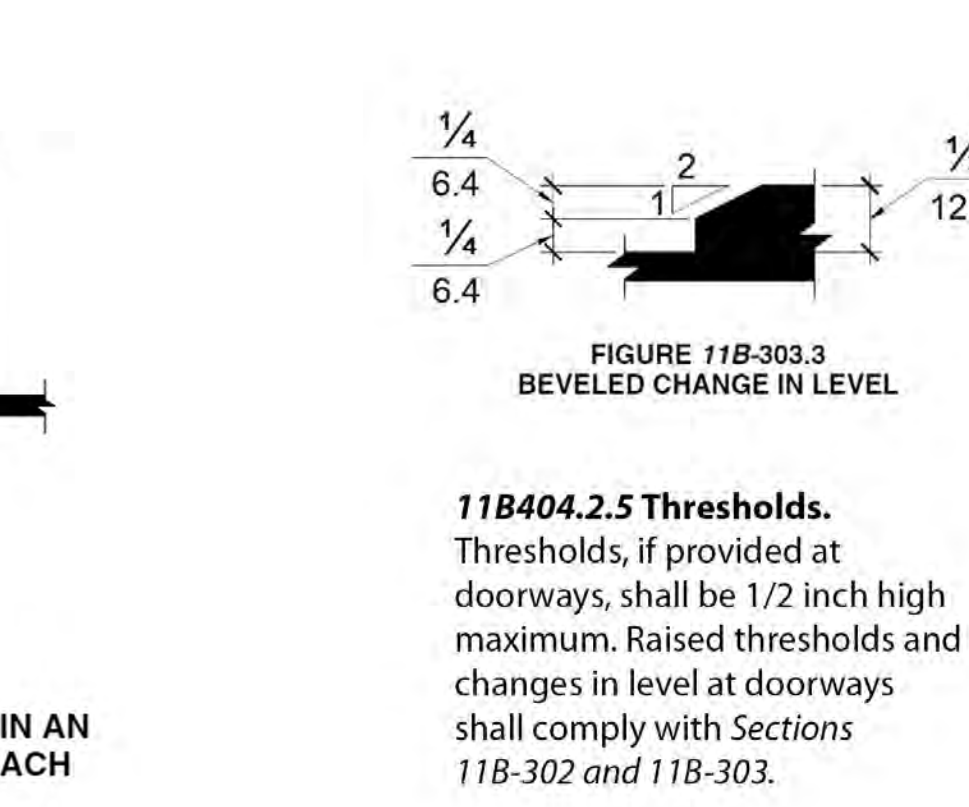 1/4
6.4
1/4
6.4
2
1
FIGURE 11B-303.3
BEVELED CHANGE IN LEVEL
11B404.2.5 Thresholds.
Thresholds, if provided at
doorways, shall be 1/2 inch high
maximum. Raised thresholds and
changes in level at doorways
shall comply with Sections
11B-302 and 11B-303.
IN AN
ACH